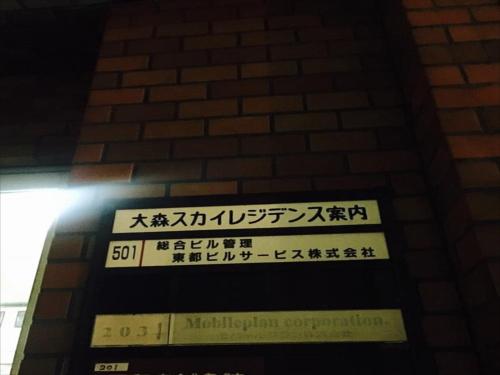 大森スカイレジデンス案内
501 総合ビル管理
東都ビルサービス株式会社
203 Mobileplan corporation.
201